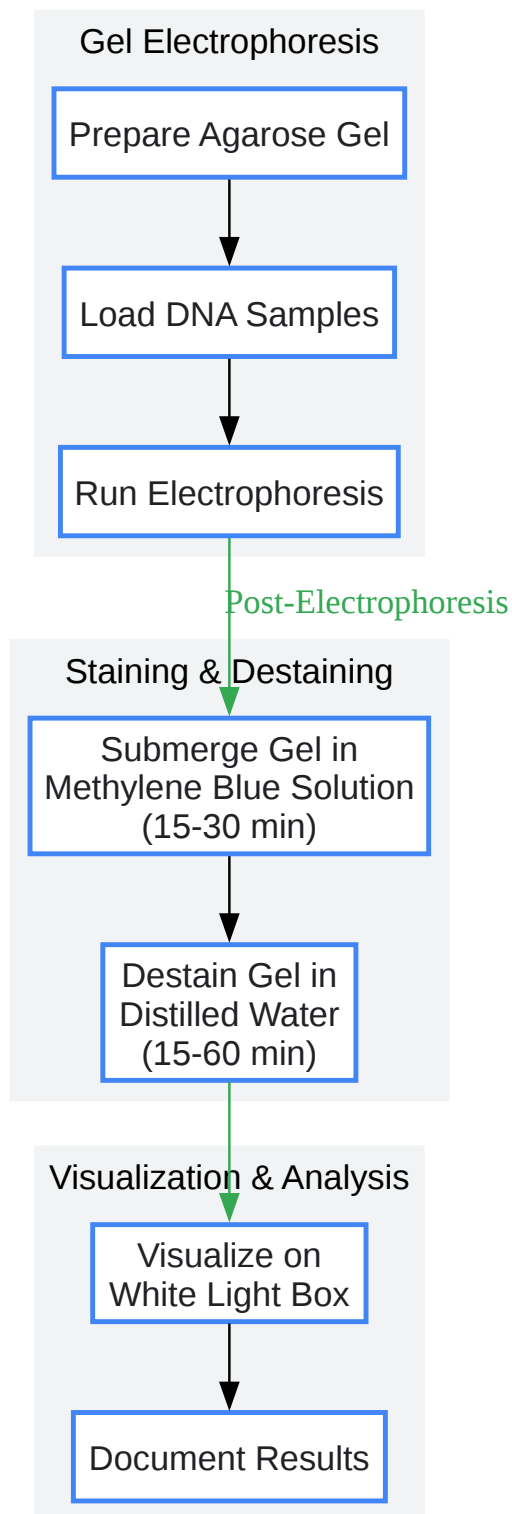 Gel Electrophoresis
Prepare Agarose Gel
Load DNA Samples
Run Electrophoresis
Post-Electrophoresis
Staining & Destaining
Submerge Gel in
Methylene Blue Solution
(15-30 min)
Destain Gel in
Distilled Water
(15-60 min)
Visualization & Analysis
Visualize on
White Light Box
Document Results